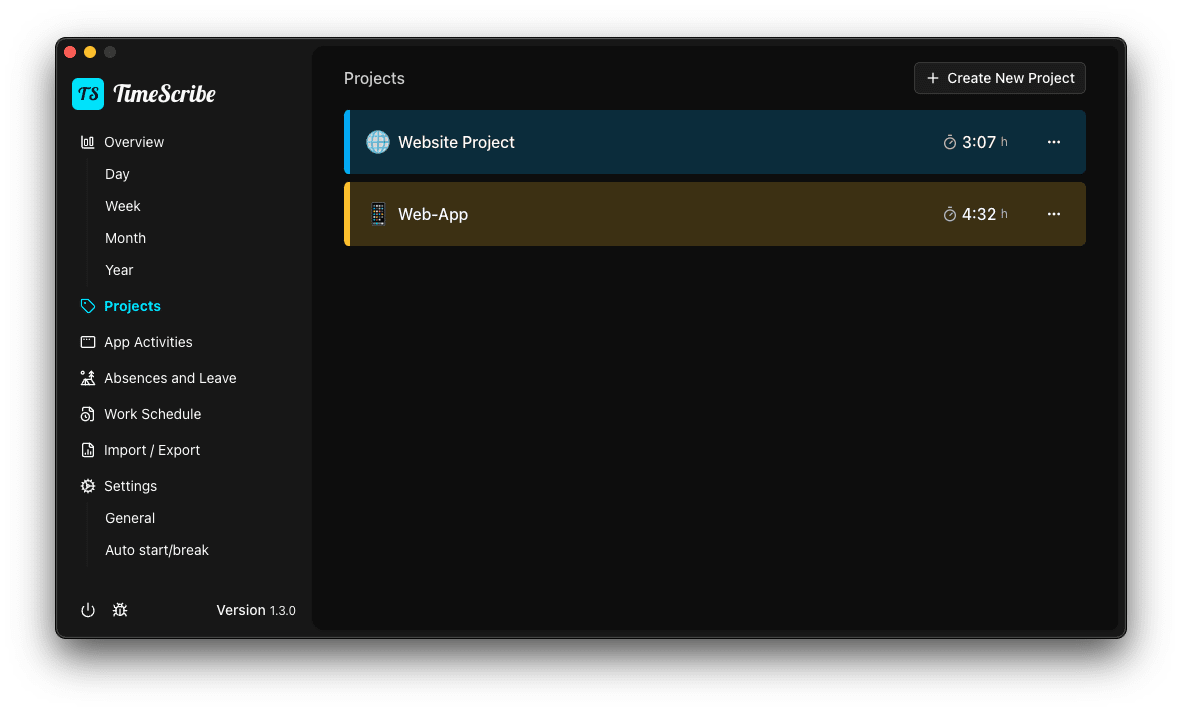 TS TimeScribe
Overview
Day
Week
Month
Year
Projects
App Activities
Absences and Leave
Work Schedule
Import / Export
Settings
General
Auto start/break
Version 1.3.0
Projects
+ Create New Project
Website Project 3:07 h ···
Web-App 4:32 h ···